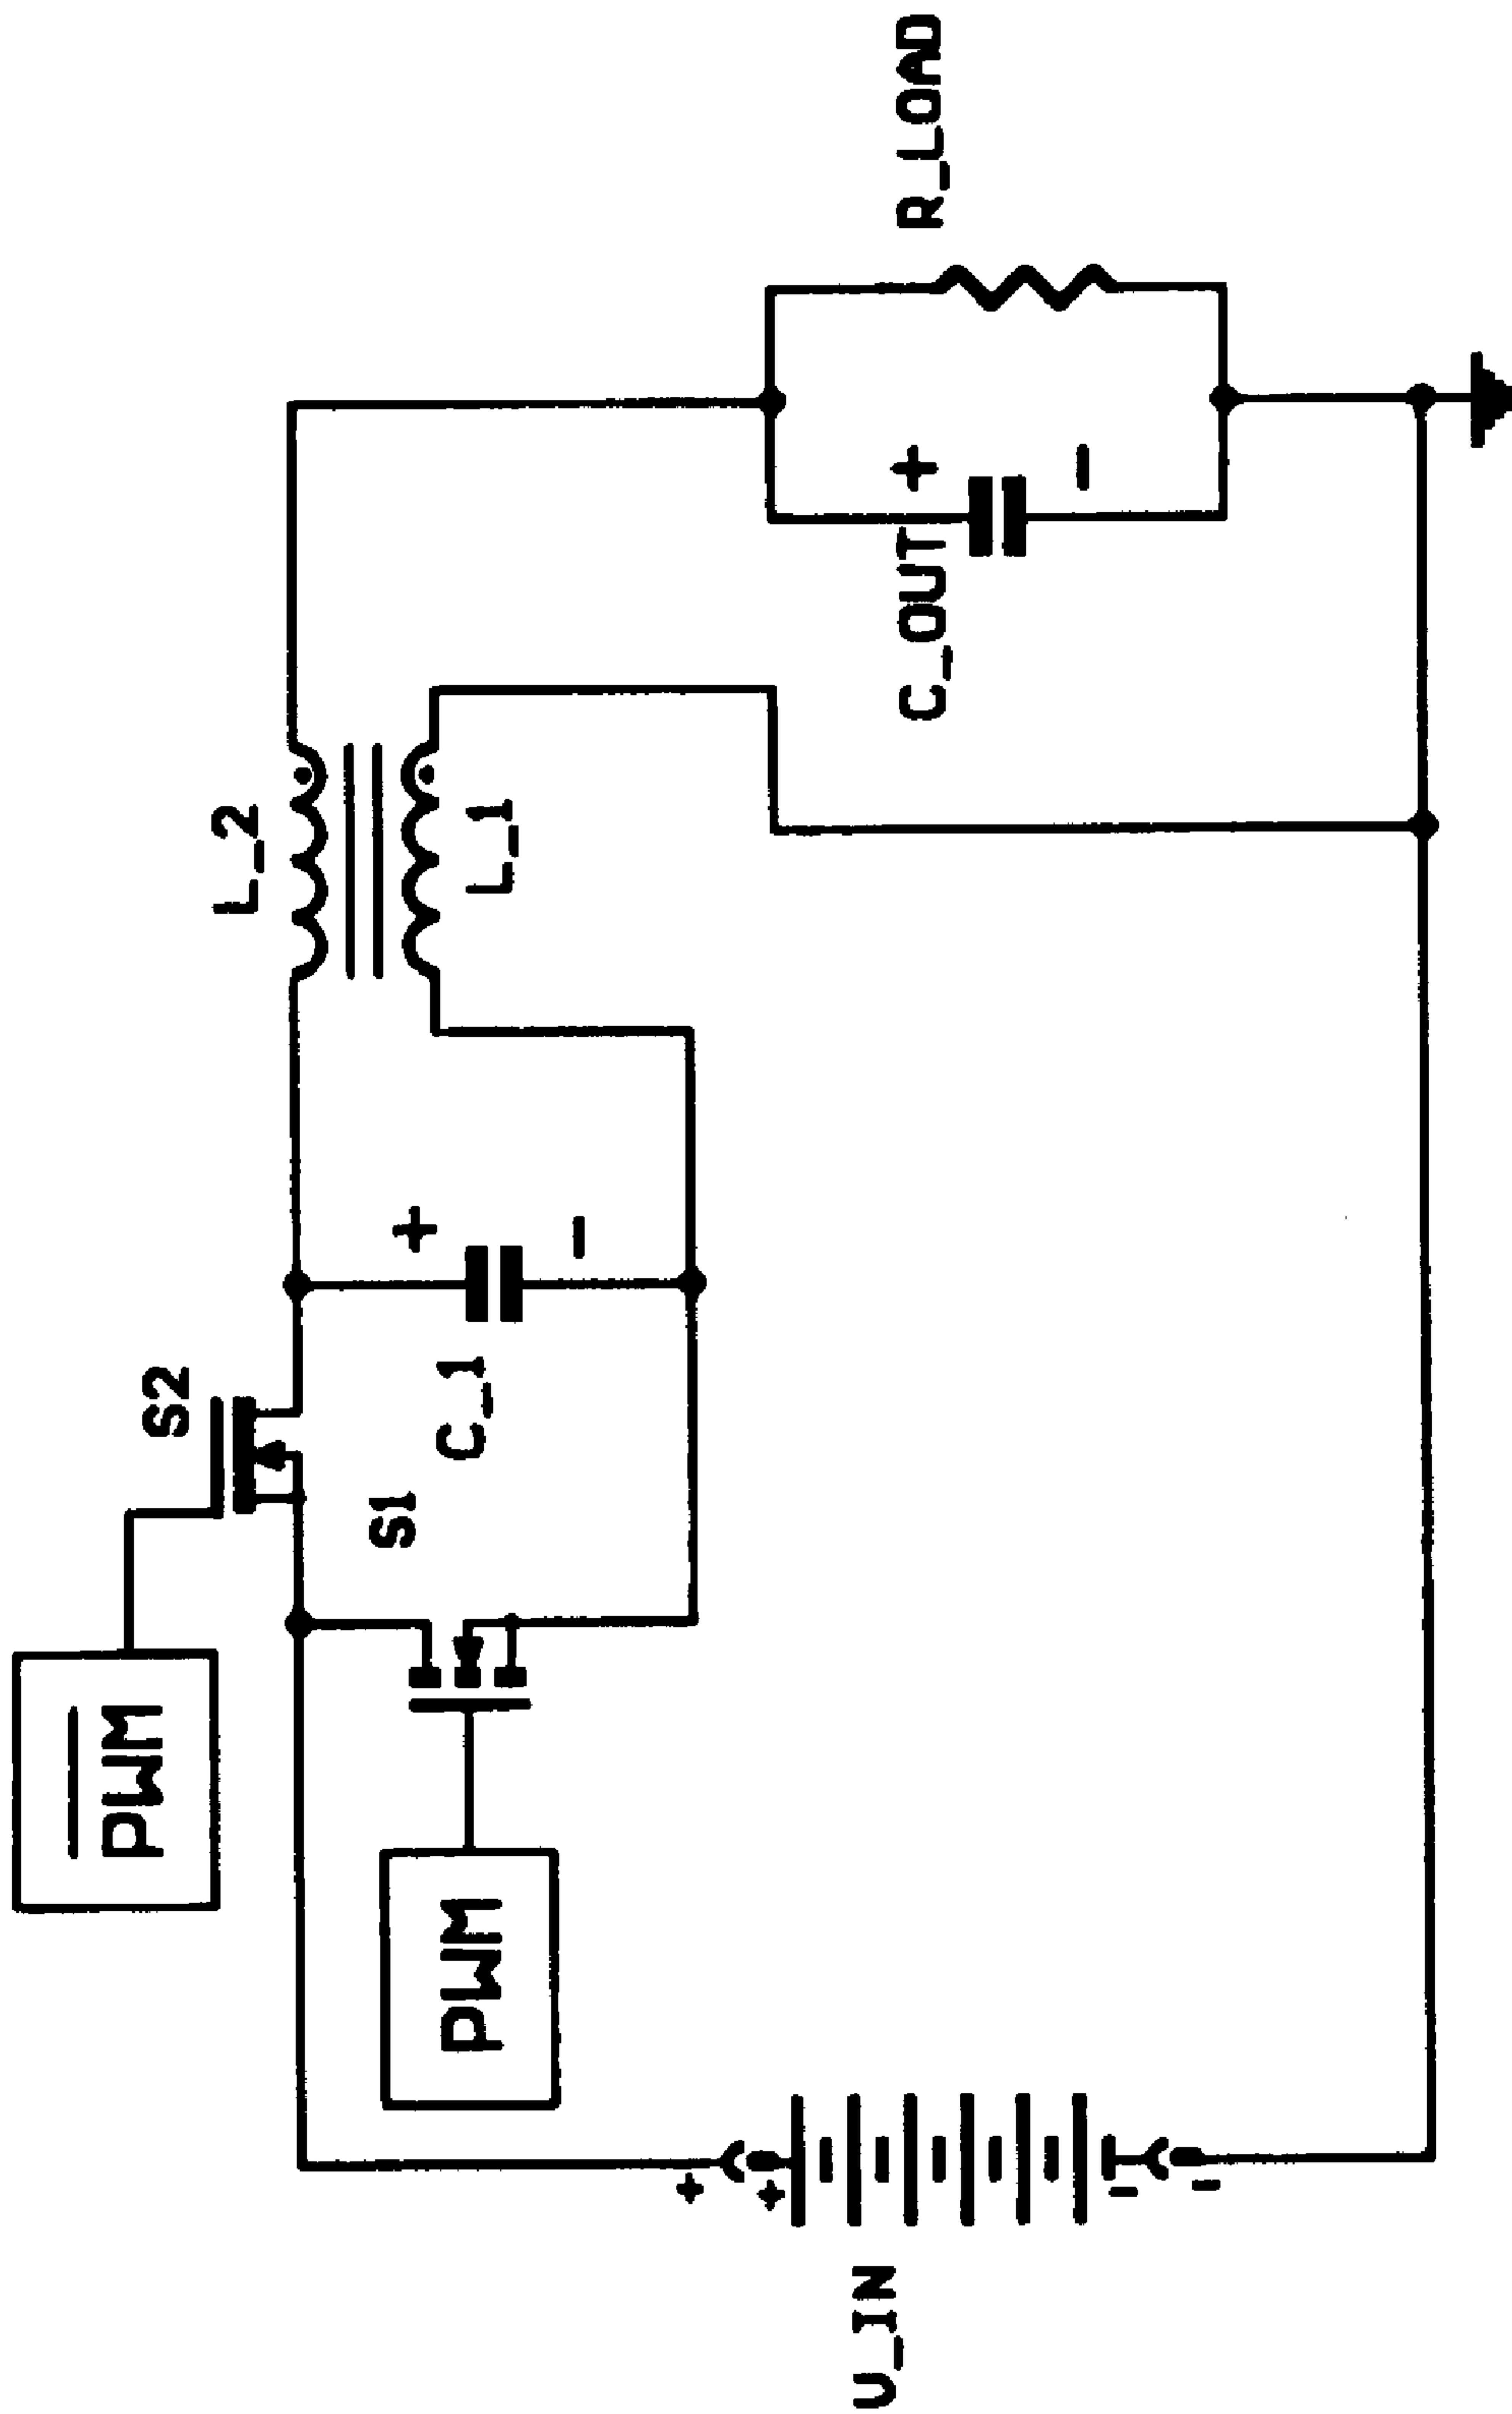 PWM
S2
L_2
PWM
S1
C_1
+
-
L_1
U_IN
+
+
-
-
C_OUT
+
-
R_LOAD